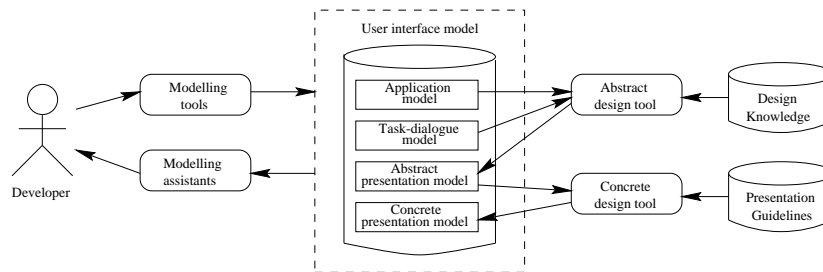 User interface model
Modelling
tools
Application
model
Abstract
design tool
Design
Knowledge
Task-dialogue
model
Developer
Modelling
assistants
Abstract
presentation model
Concrete
design tool
Presentation
Guidelines
Concrete
presentation model